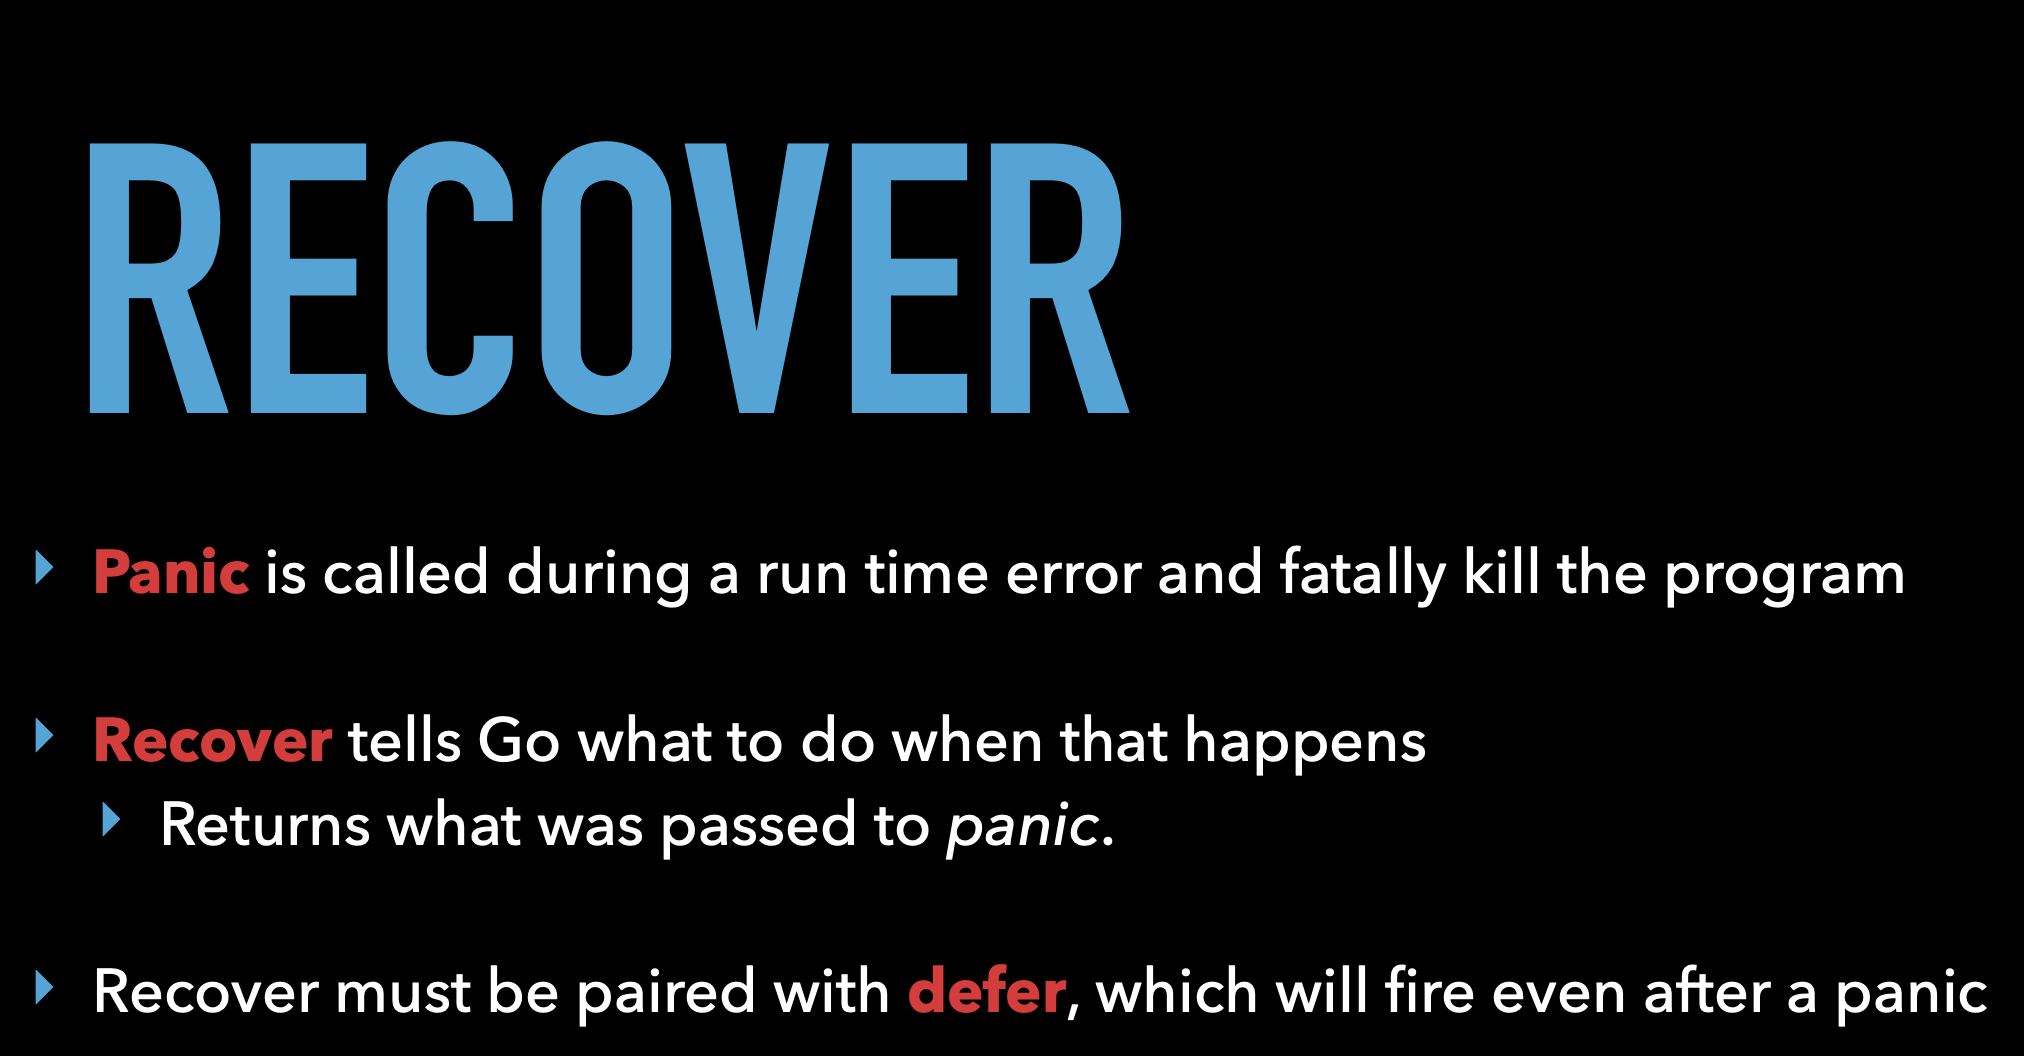 RECOVER
Panic is called during a run time error and fatally kill the program
Recover tells Go what to do when that happens
Returns what was passed to panic.
Recover must be paired with defer, which will fire even after a panic